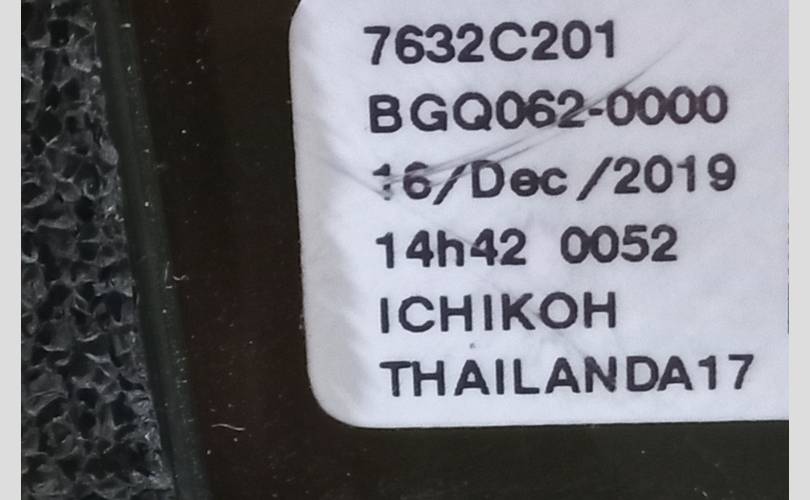 7632C201
BGQ062-0000
16/Dec/2019
14h42 0052
ICHIKOH
THAILANDA17